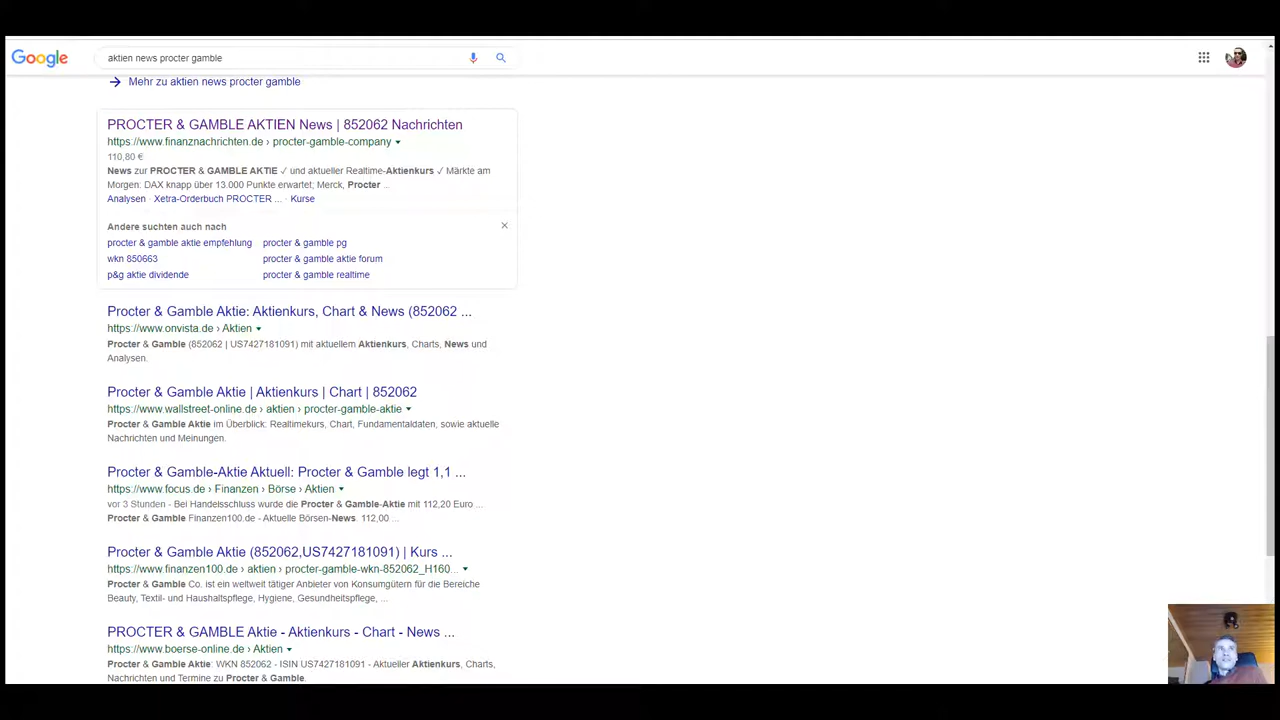 Google
aktien news procter gamble
Mehr zu aktien news procter gamble
PROCTER & GAMBLE AKTIEN News | 852062 Nachrichten
https://www.finanznachrichten.de › procter-gamble-company
110,80 €
News zur PROCTER & GAMBLE AKTIE ✓ und aktueller Realtime-Aktienkurs ✓ Märkte am
Morgen: DAX knapp über 13.000 Punkte erwartet; Merck, Procter ...
Analysen · Xetra-Orderbuch PROCTER ... · Kurse
Andere suchten auch nach
procter & gamble aktie empfehlung procter & gamble pg
wkn 850663 procter & gamble aktie forum
p&g aktie dividende procter & gamble realtime
Procter & Gamble Aktie: Aktienkurs, Chart & News (852062 ...
https://www.onvista.de › Aktien
Procter & Gamble (852062 | US7427181091) mit aktuellem Aktienkurs, Charts, News und
Analysen.
Procter & Gamble Aktie | Aktienkurs | Chart | 852062
https://www.wallstreet-online.de › aktien › procter-gamble-aktie
Procter & Gamble Aktie im Überblick: Realtimekurs, Chart, Fundamentaldaten, sowie aktuelle
Nachrichten und Meinungen.
Procter & Gamble-Aktie Aktuell: Procter & Gamble legt 1,1 ...
https://www.focus.de › Finanzen › Börse › Aktien
vor 3 Stunden - Bei Handelsschluss wurde die Procter & Gamble-Aktie mit 112,20 Euro ...
Procter & Gamble Finanzen100.de - Aktuelle Börsen-News. 112,00 ...
Procter & Gamble Aktie (852062,US7427181091) | Kurs ...
https://www.finanzen100.de › aktien › procter-gamble-wkn-852062_H160...
Procter & Gamble Co. ist ein weltweit tätiger Anbieter von Konsumgütern für die Bereiche
Beauty, Textil- und Haushaltspflege, Hygiene, Gesundheitspflege, ...
PROCTER & GAMBLE Aktie - Aktienkurs - Chart - News ...
https://www.boerse-online.de › Aktien
Procter & Gamble Aktie: WKN 852062 - ISIN US7427181091 - Aktueller Aktienkurs, Charts,
Nachrichten und Termine zu Procter & Gamble.